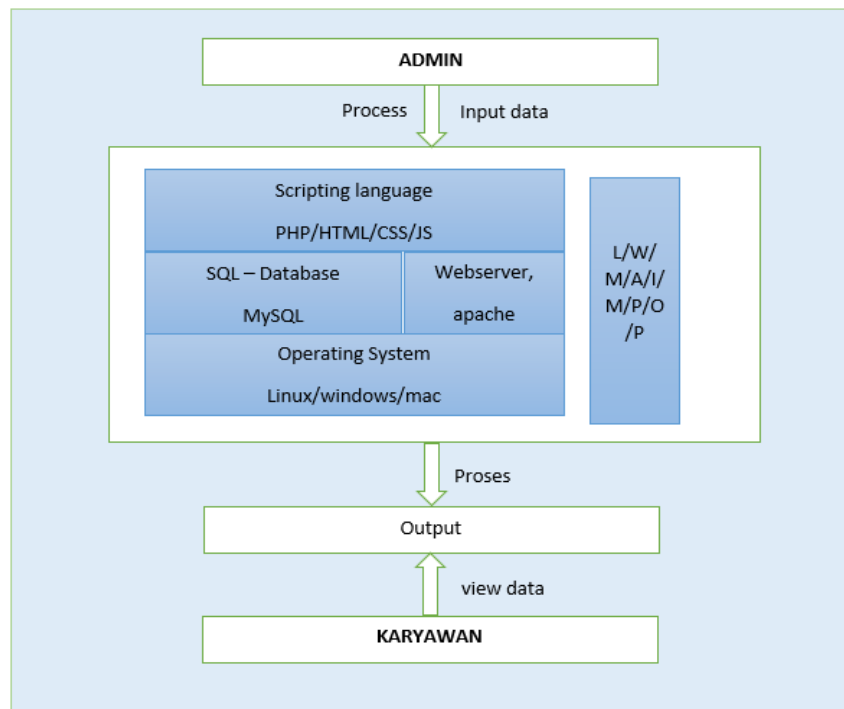 ADMIN
Process Input data
Scripting language
PHP/HTML/CSS/JS
SQL – Database
MySQL
Webserver,
apache
Operating System
Linux/windows/mac
L/W/
M/A/I/
M/P/O
/P
Proses
Output
view data
KARYAWAN